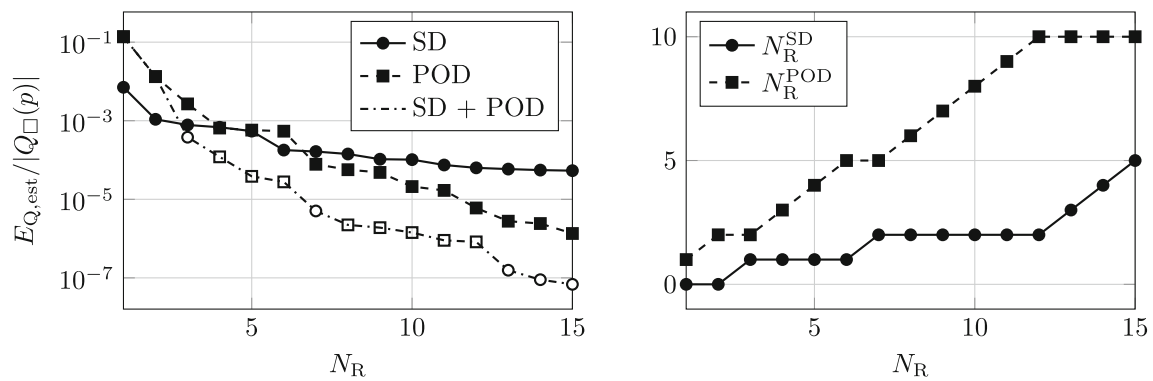 E_{Q,est}/|Q_□(p)|
10^{−1}
10^{−3}
10^{−5}
10^{−7}
SD
POD
SD + POD
5
10
15
N_R
10
5
0
N_R^{SD}
N_R^{POD}
5
10
15
N_R